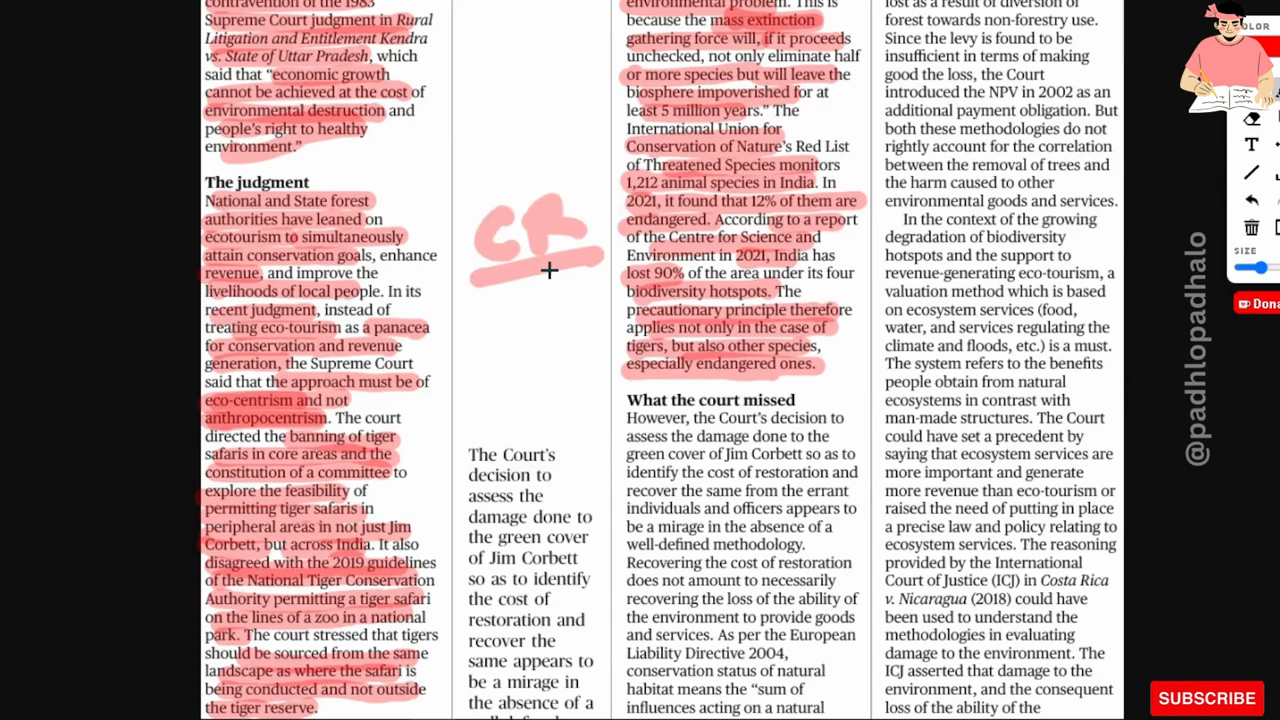 contravention of the 1983
Supreme Court judgment in Rural
Litigation and Entitlement Kendra
vs. State of Uttar Pradesh, which
said that “economic growth
cannot be achieved at the cost of
environmental destruction and
people’s right to healthy
environment.”
The judgment
National and State forest
authorities have leaned on
ecotourism to simultaneously
attain conservation goals, enhance
revenue, and improve the
livelihoods of local people. In its
recent judgment, instead of
treating eco-tourism as a panacea
for conservation and revenue
generation, the Supreme Court
said that the approach must be of
eco-centrism and not
anthropocentrism. The court
directed the banning of tiger
safaris in core areas and the
constitution of a committee to
explore the feasibility of
permitting tiger safaris in
peripheral areas in not just Jim
Corbett, but across India. It also
disagreed with the 2019 guidelines
of the National Tiger Conservation
Authority permitting a tiger safari
on the lines of a zoo in a national
park. The court stressed that tigers
should be sourced from the same
landscape as where the safari is
being conducted and not outside
the tiger reserve.
The Court’s
decision to
assess the
damage done to
the green cover
of Jim Corbett
so as to identify
the cost of
restoration and
recover the
same appears to
be a mirage in
the absence of a
environmental problem. This is
because the mass extinction
gathering force will, if it proceeds
unchecked, not only eliminate half
or more species but will leave the
biosphere impoverished for at
least 5 million years.” The
International Union for
Conservation of Nature’s Red List
of Threatened Species monitors
1,212 animal species in India. In
2021, it found that 12% of them are
endangered. According to a report
of the Centre for Science and
Environment in 2021, India has
lost 90% of the area under its four
biodiversity hotspots. The
precautionary principle therefore
applies not only in the case of
tigers, but also other species,
especially endangered ones.
What the court missed
However, the Court’s decision to
assess the damage done to the
green cover of Jim Corbett so as to
identify the cost of restoration and
recover the same from the errant
individuals and officers appears to
be a mirage in the absence of a
well-defined methodology.
Recovering the cost of restoration
does not amount to necessarily
recovering the loss of the ability of
the environment to provide goods
and services. As per the European
Liability Directive 2004,
conservation status of natural
habitat means the “sum of
influences acting on a natural
lost as a result of diversion of
forest towards non-forestry use.
Since the levy is found to be
insufficient in terms of making
good the loss, the Court
introduced the NPV in 2002 as an
additional payment obligation. But
both these methodologies do not
rightly account for the correlation
between the removal of trees and
the harm caused to other
environmental goods and services.
In the context of the growing
degradation of biodiversity
hotspots and the support to
revenue-generating eco-tourism, a
valuation method which is based
on ecosystem services (food,
water, and services regulating the
climate and floods, etc.) is a must.
The system refers to the benefits
people obtain from natural
ecosystems in contrast with
man-made structures. The Court
could have set a precedent by
saying that ecosystem services are
more important and generate
more revenue than eco-tourism or
raised the need of putting in place
a precise law and policy relating to
ecosystem services. The reasoning
provided by the International
Court of Justice (ICJ) in Costa Rica
v. Nicaragua (2018) could have
been used to understand the
methodologies in evaluating
damage to the environment. The
ICJ asserted that damage to the
environment, and the consequent
loss of the ability of the
@padhlopadhalo
OLOR
T
SIZE
Dona
SUBSCRIBE